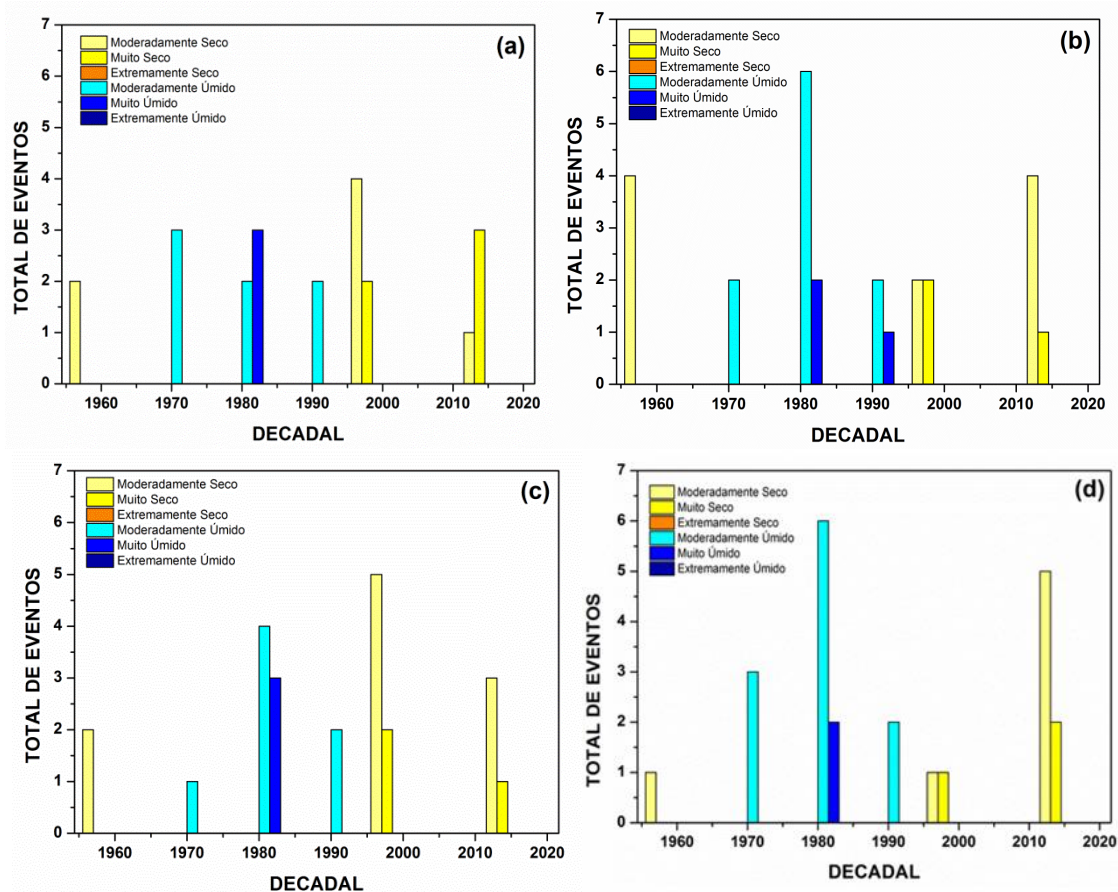 (a)
Moderadamente Seco
Muito Seco
Extremamente Seco
Moderadamente Úmido
Muito Úmido
Extremamente Úmido
TOTAL DE EVENTOS
7
6
5
4
3
2
1
0
1960 1970 1980 1990 2000 2010 2020
DECADAL
(b)
Moderadamente Seco
Muito Seco
Extremamente Seco
Moderadamente Úmido
Muito Úmido
Extremamente Úmido
TOTAL DE EVENTOS
7
6
5
4
3
2
1
0
1960 1970 1980 1990 2000 2010 2020
DECADAL
(c)
Moderadamente Seco
Muito Seco
Extremamente Seco
Moderadamente Úmido
Muito Úmido
Extremamente Úmido
TOTAL DE EVENTOS
7
6
5
4
3
2
1
0
1960 1970 1980 1990 2000 2010 2020
DECADAL
(d)
Moderadamente Seco
Muito Seco
Extremamente Seco
Moderadamente Úmido
Muito Úmido
Extremamente Úmido
TOTAL DE EVENTOS
7
6
5
4
3
2
1
0
1960 1970 1980 1990 2000 2010 2020
DECADAL